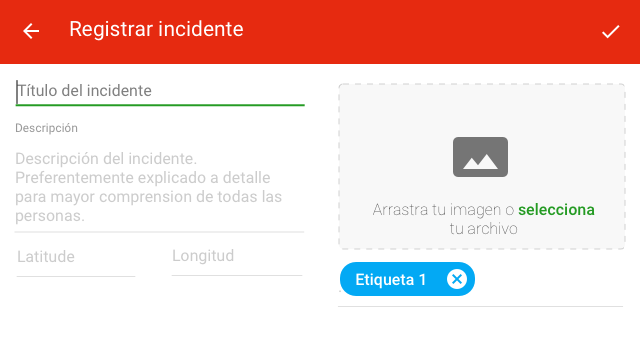 Registrar incidente
Título del incidente
Descripción
Descripción del incidente.
Preferentemente explicado a detalle
para mayor comprension de todas las
personas.
Latitude
Longitud
Arrastra tu imagen o selecciona
tu archivo
Etiqueta 1